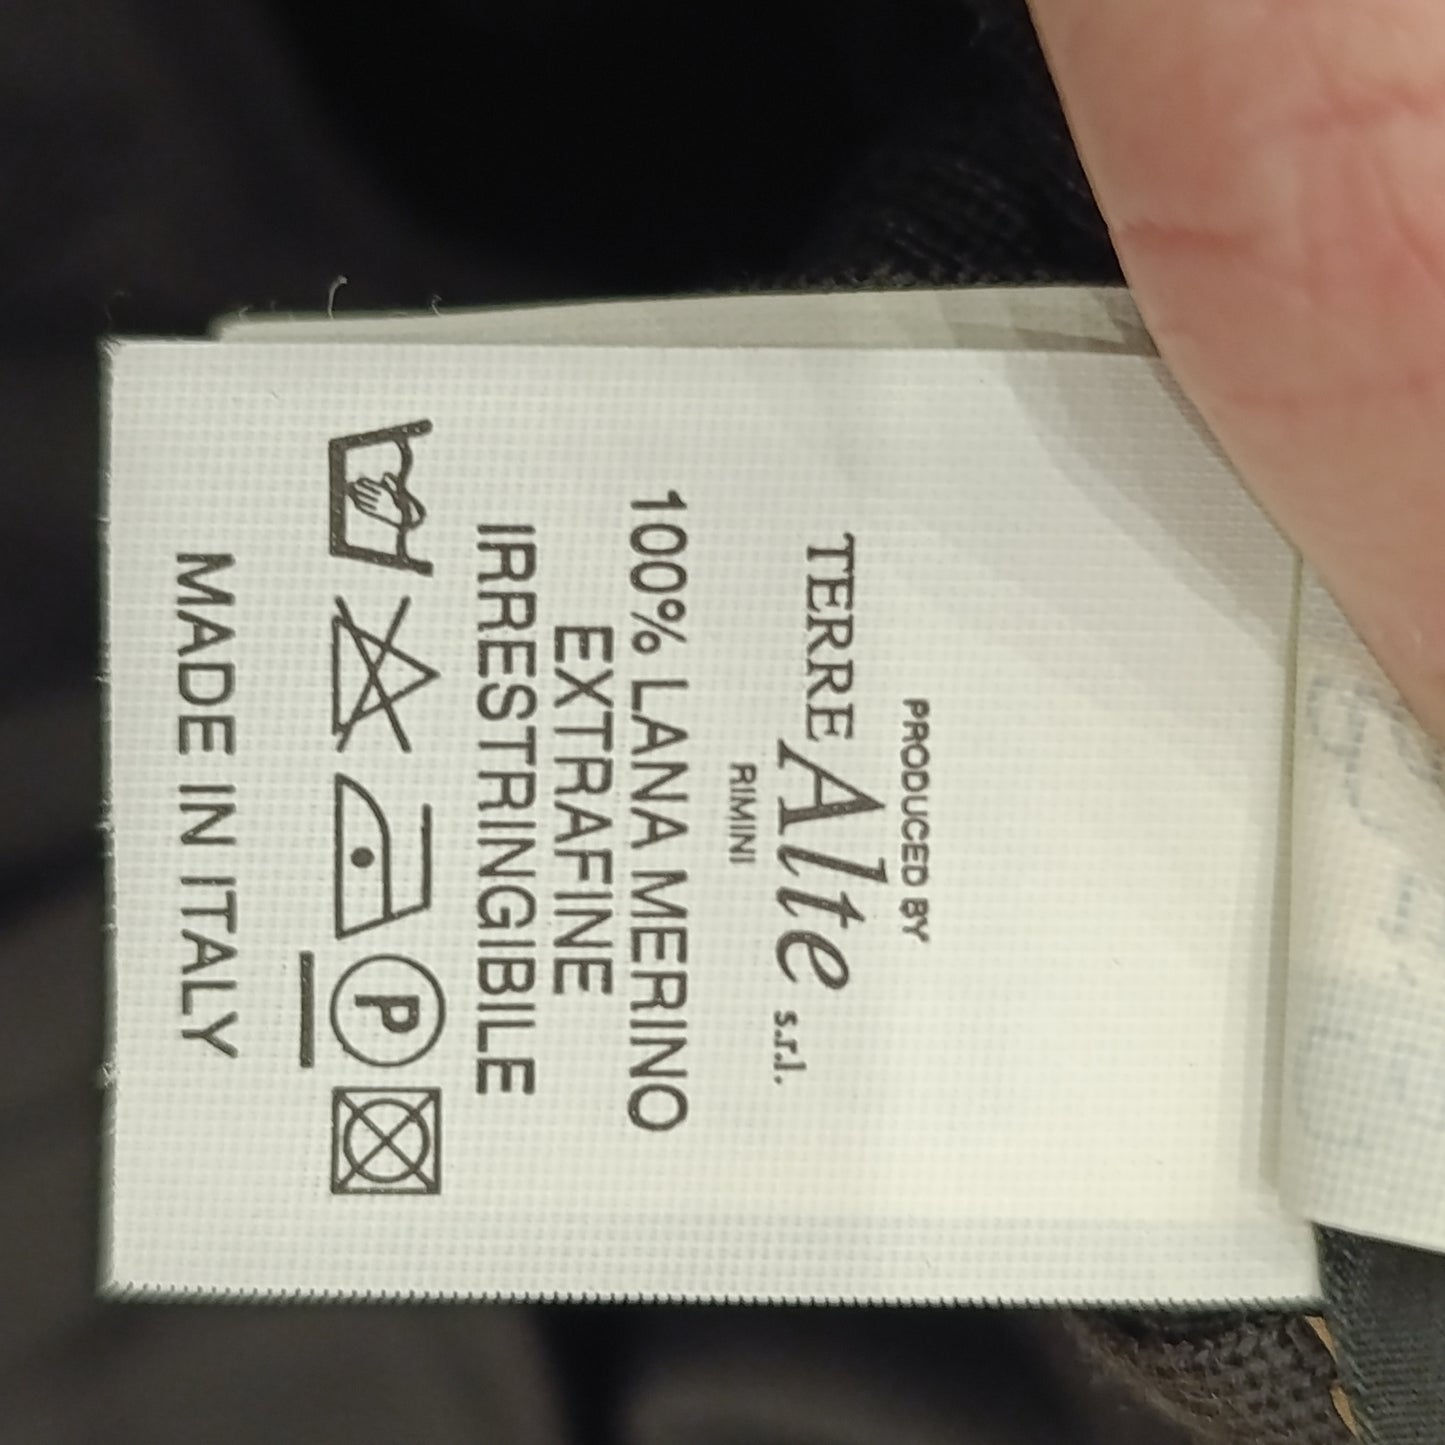 PRODUCED BY
TERRE Alte s.r.l.
RIMINI
100% LANA MERINO
EXTRAFINE
IRRESTRINGIBILE
P
MADE IN ITALY